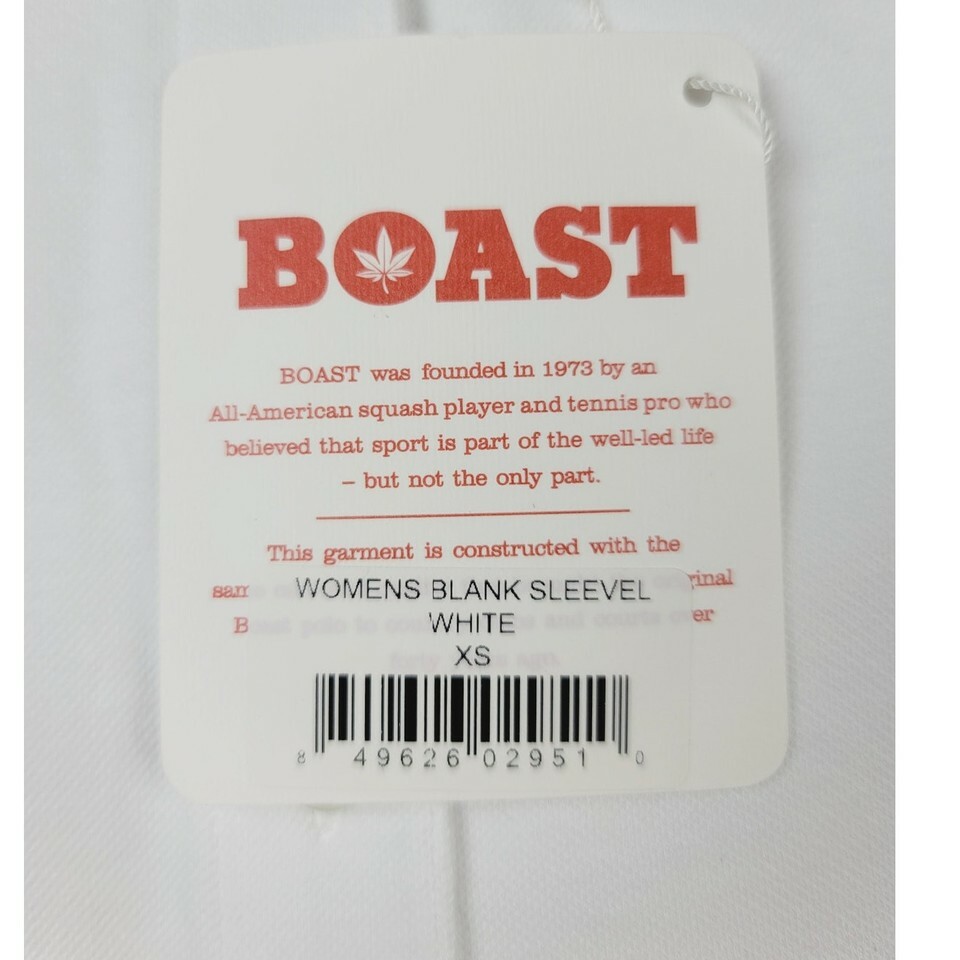 BOAST
BOAST was founded in 1973 by an
All-American squash player and tennis pro who
believed that sport is part of the well-led life
– but not the only part.
This garment is constructed with the
WOMENS BLANK SLEEVEL
WHITE
XS
8 49626 02951 0